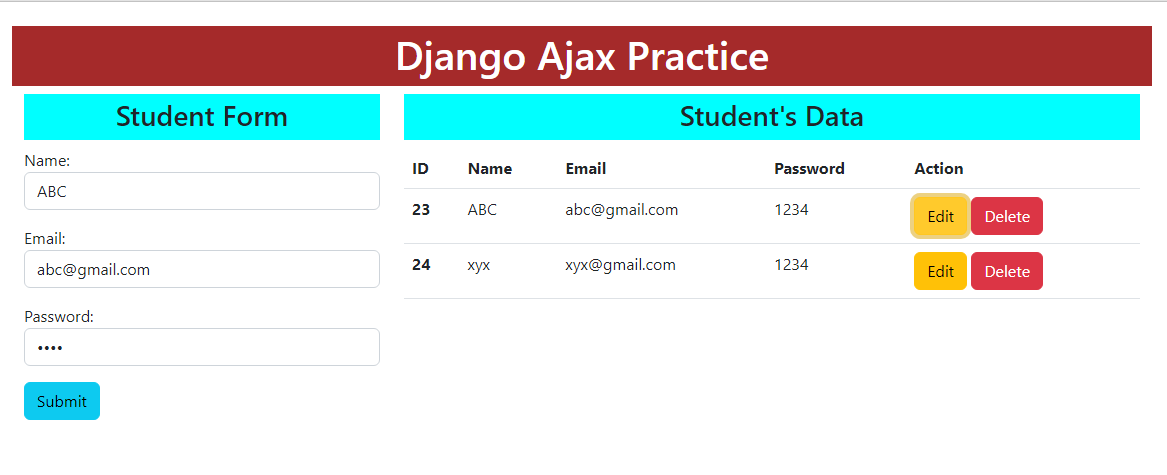 Django Ajax Practice
Student Form
Name:
ABC
Email:
abc@gmail.com
Password:
••••
Submit
Student's Data
ID Name Email Password Action
23 ABC abc@gmail.com 1234 Edit Delete
24 xyx xyx@gmail.com 1234 Edit Delete